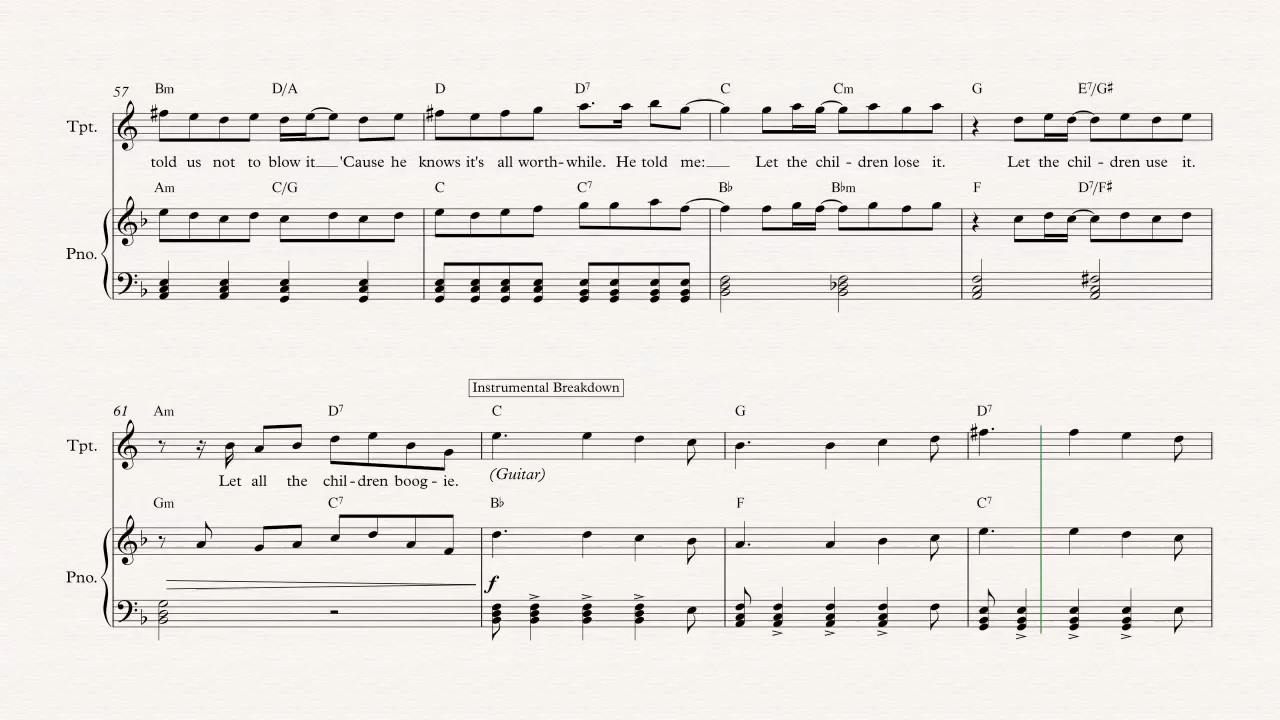 57 Bm D/A D D7 C Cm G E7/G♯
Tpt.
told us not to blow it 'Cause he knows it's all worth-while. He told me: Let the chil - dren lose it. Let the chil - dren use it.
Am C/G C C7 B♭ B♭m F D7/F♯
Pno.
Instrumental Breakdown
61 Am D7 C G D7
Tpt.
Let all the chil-dren boog - ie. (Guitar)
Gm C7 B♭ F C7
Pno.
f